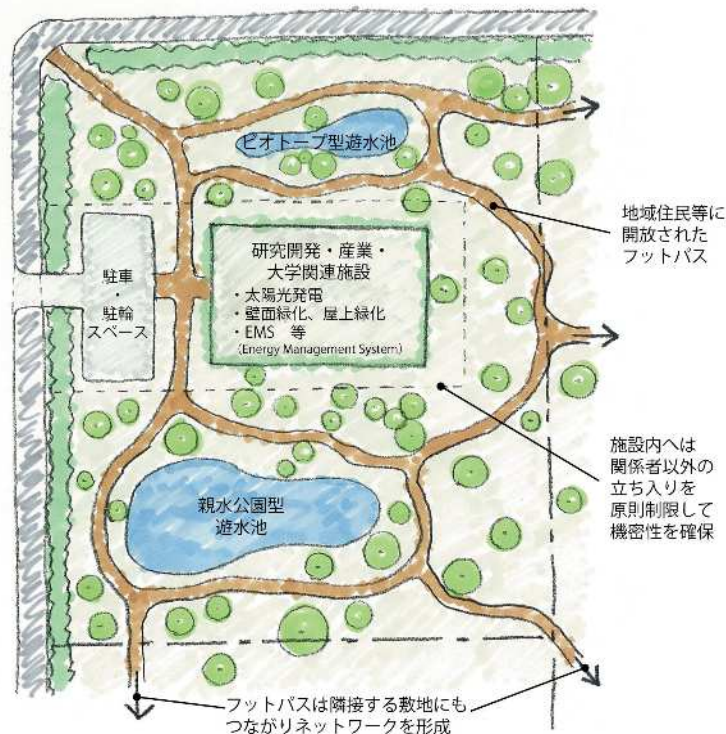 ビオトープ型遊水池
地域住民等に
開放された
フットパス
研究開発・産業・
大学関連施設
・太陽光発電
・壁面緑化、屋上緑化
・EMS 等
(Energy Management System)
駐車
・
駐輪
スペース
施設内へは
関係者以外の
立ち入りを
原則制限して
機密性を確保
親水公園型
遊水池
フットパスは隣接する敷地にも
つながりネットワークを形成